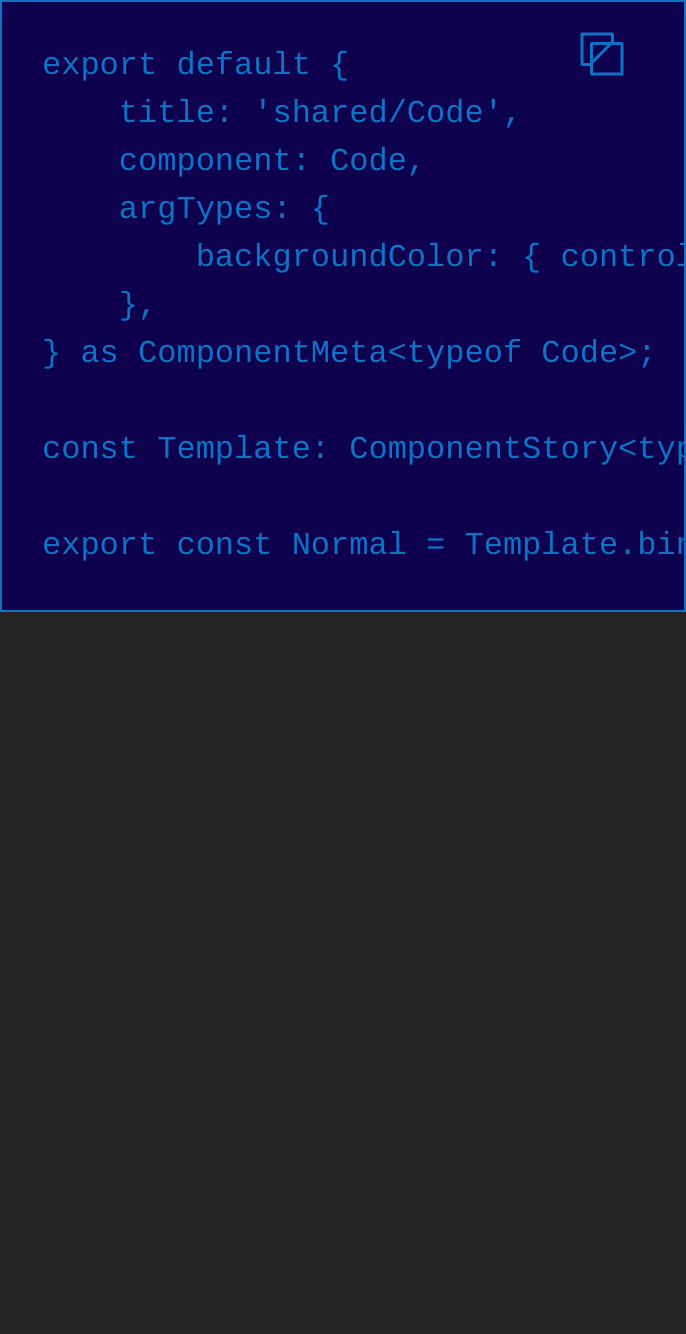 export default {
    title: 'shared/Code',
    component: Code,
    argTypes: {
        backgroundColor: { control
    },
} as ComponentMeta<typeof Code>;

const Template: ComponentStory<typ

export const Normal = Template.bin